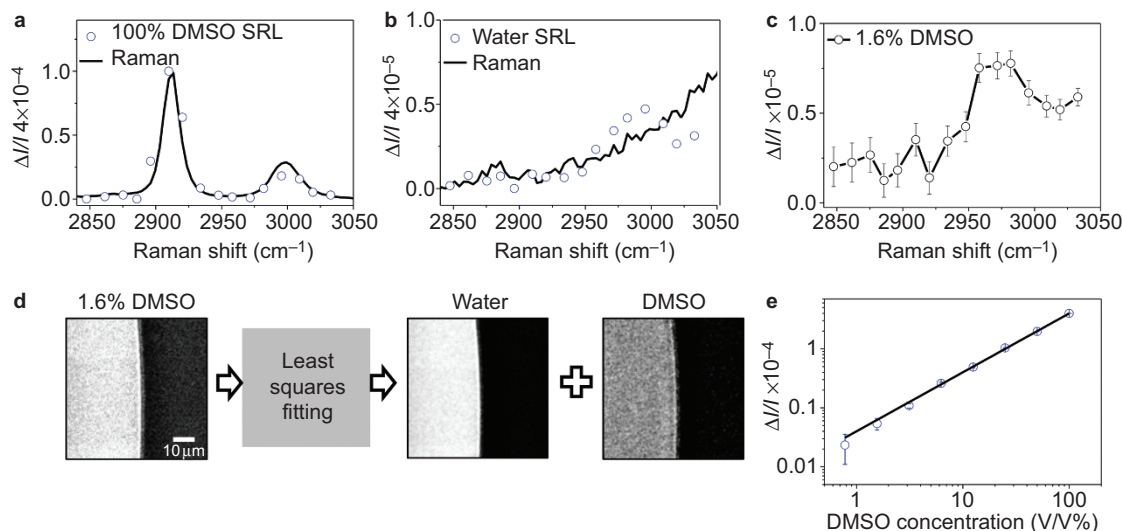 a
100% DMSO SRL
Raman
ΔI/I 4×10–4
1.0
0.5
0.0
2850 2900 2950 3000 3050
Raman shift (cm–1)
b
Water SRL
Raman
ΔI/I 4×10–5
1.0
0.5
0.0
2850 2900 2950 3000 3050
Raman shift (cm–1)
c
1.6% DMSO
ΔI/I ×10–5
1.0
0.5
0.0
2850 2900 2950 3000 3050
Raman shift (cm–1)
d
1.6% DMSO
10 μm
Least
squares
fitting
Water
DMSO
e
ΔI/I ×10–4
1
0.1
0.01
1 10 100
DMSO concentration (V/V%)